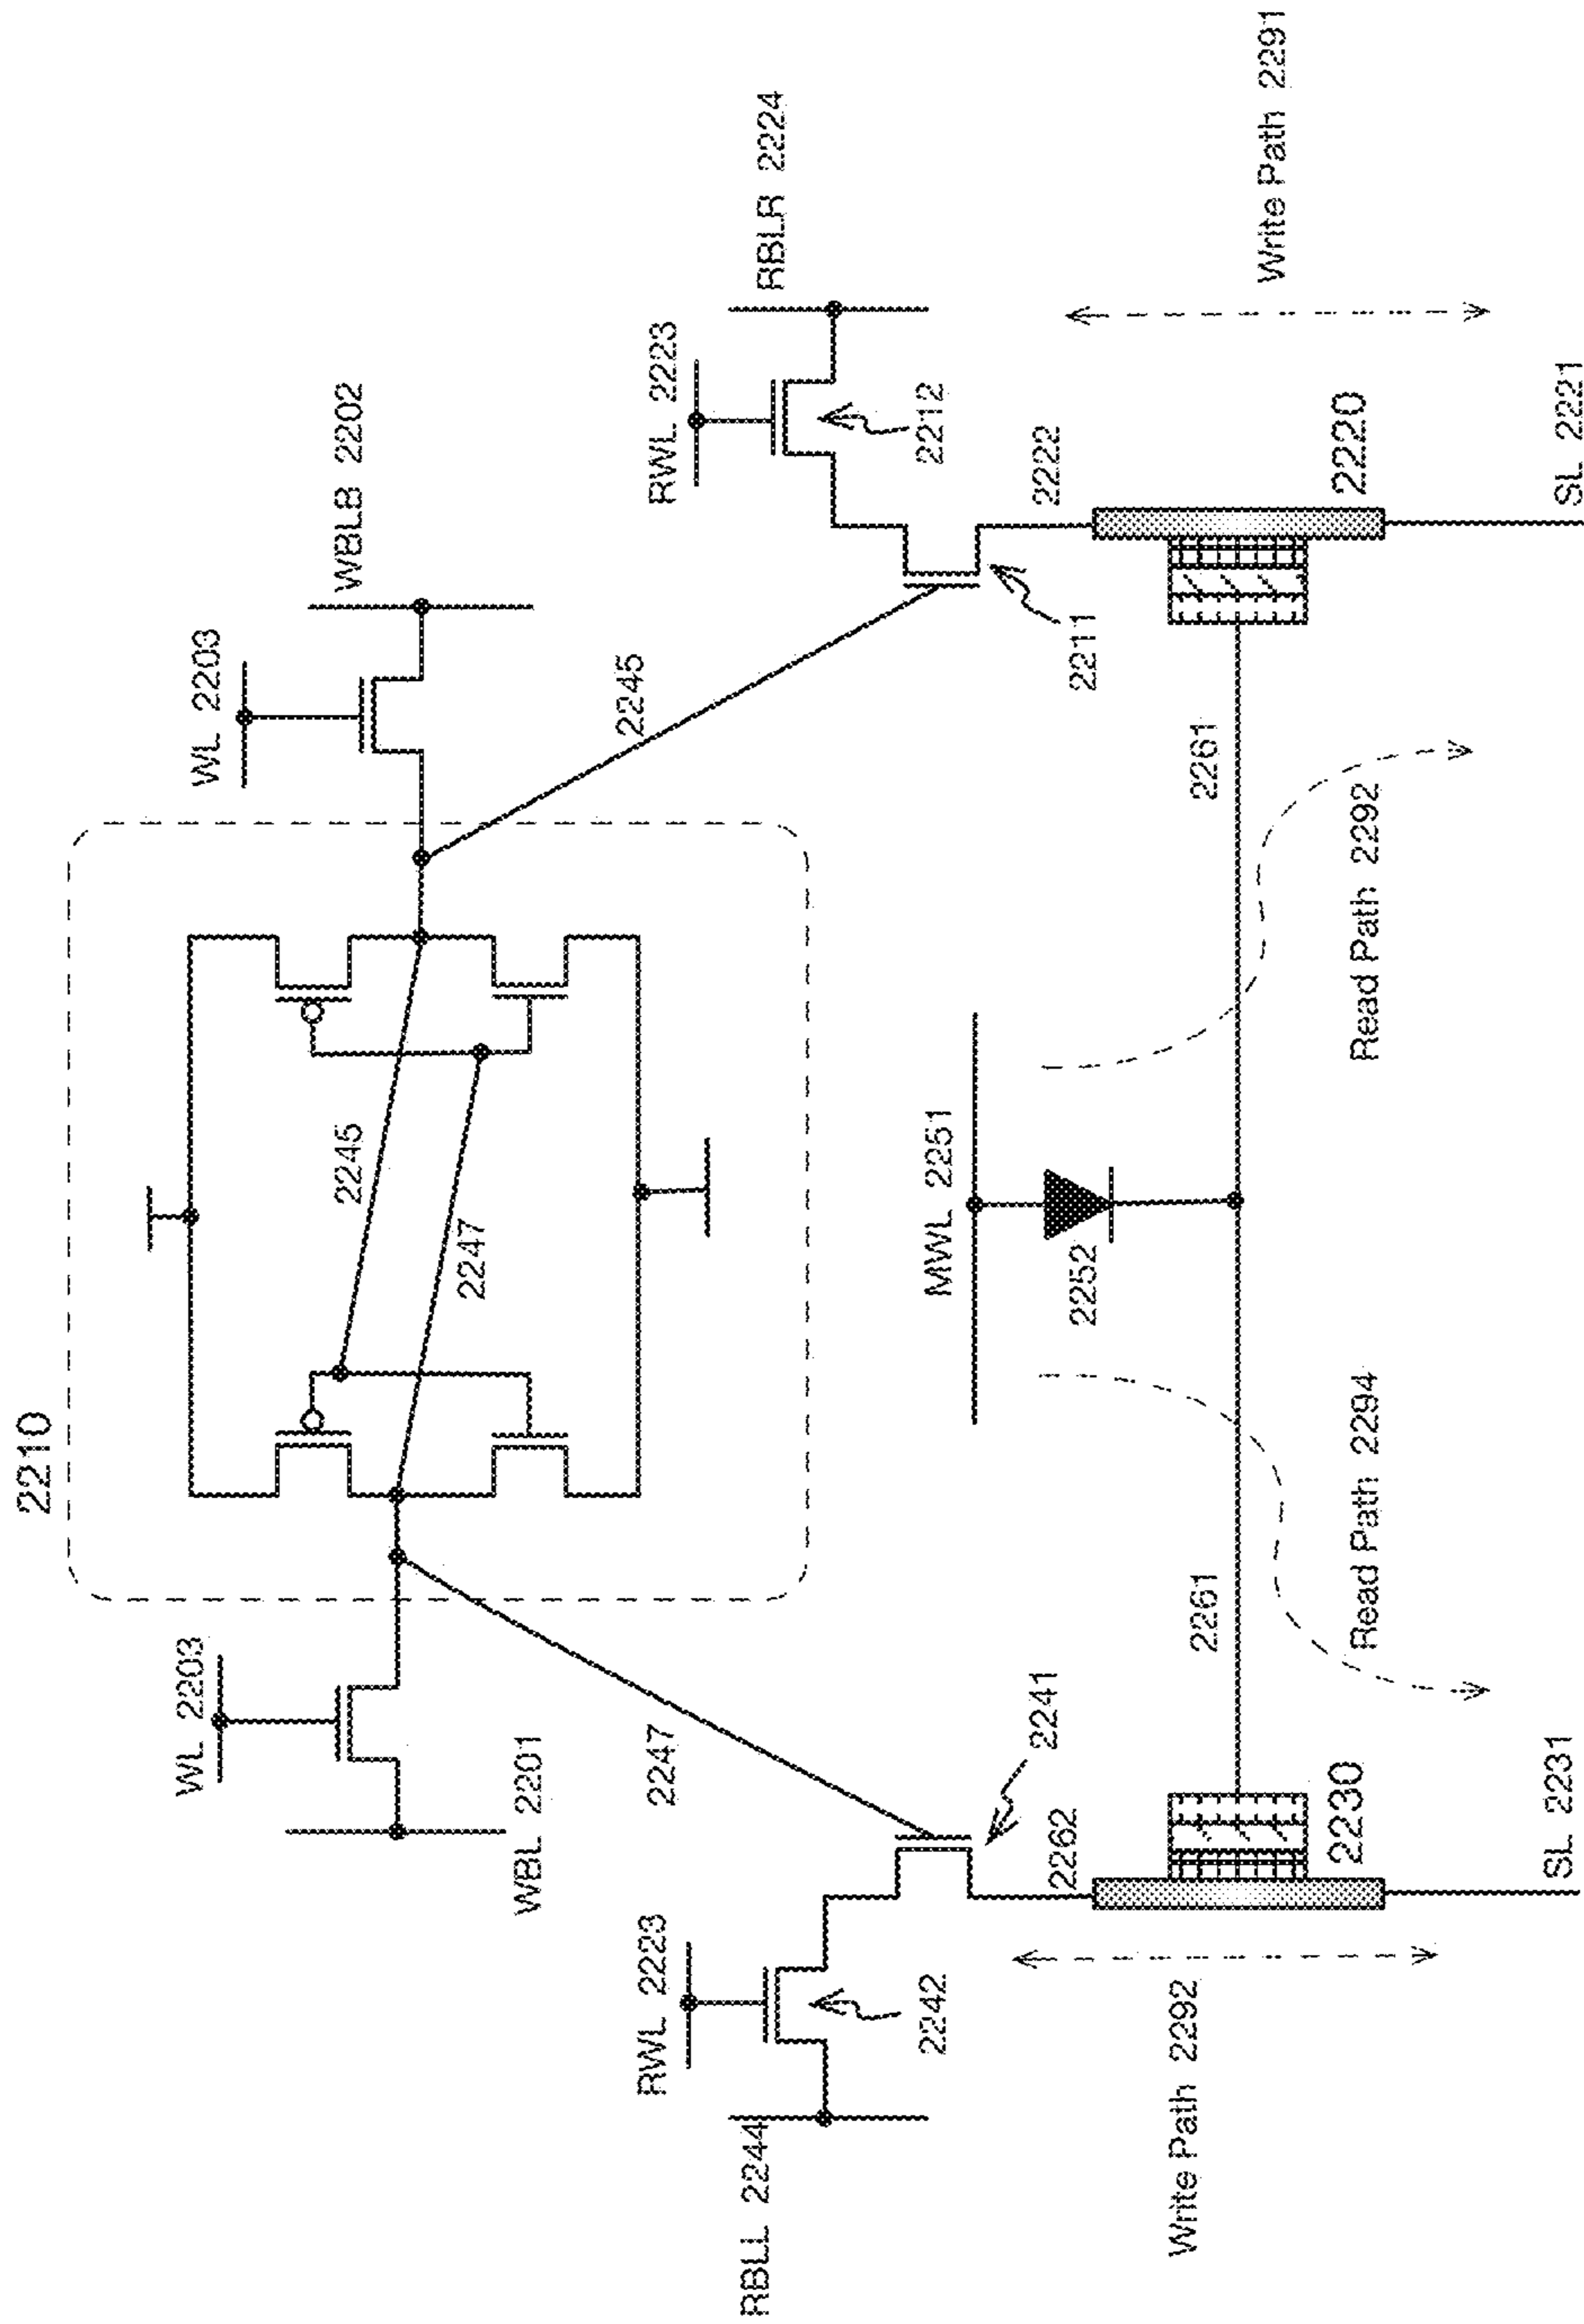 2210
WL 2203
WL 2203
WBLB 2202
WBL 2201
2245
2247
2247
2245
RWL 2223
RWL 2223
RBLL 2244
RBLR 2224
2242
2212
2262
2241
MWL 2251
2252
2211
2222
2261
2261
Write Path 2292
2230
Read Path 2294
Read Path 2292
2220
Write Path 2291
SL 2231
SL 2221